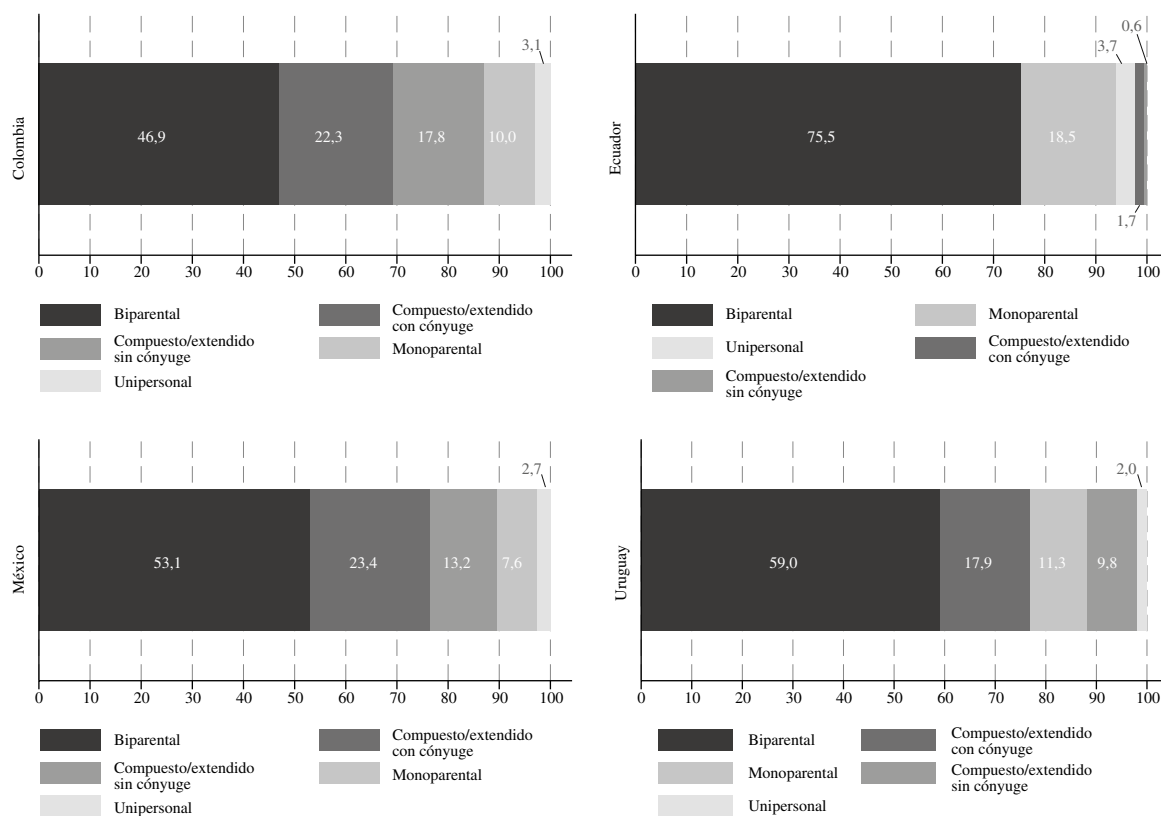 3,1
Colombia
46,9
22,3
17,8
10,0
0 10 20 30 40 50 60 70 80 90 100
Biparental
Compuesto/extendido
con cónyuge
Compuesto/extendido
sin cónyuge
Monoparental
Unipersonal
0,6
3,7
Ecuador
75,5
18,5
1,7
0 10 20 30 40 50 60 70 80 90 100
Biparental
Monoparental
Unipersonal
Compuesto/extendido
con cónyuge
Compuesto/extendido
sin cónyuge
2,7
México
53,1
23,4
13,2
7,6
0 10 20 30 40 50 60 70 80 90 100
Biparental
Compuesto/extendido
con cónyuge
Compuesto/extendido
sin cónyuge
Monoparental
Unipersonal
2,0
Uruguay
59,0
17,9
11,3
9,8
0 10 20 30 40 50 60 70 80 90 100
Biparental
Compuesto/extendido
con cónyuge
Monoparental
Compuesto/extendido
sin cónyuge
Unipersonal